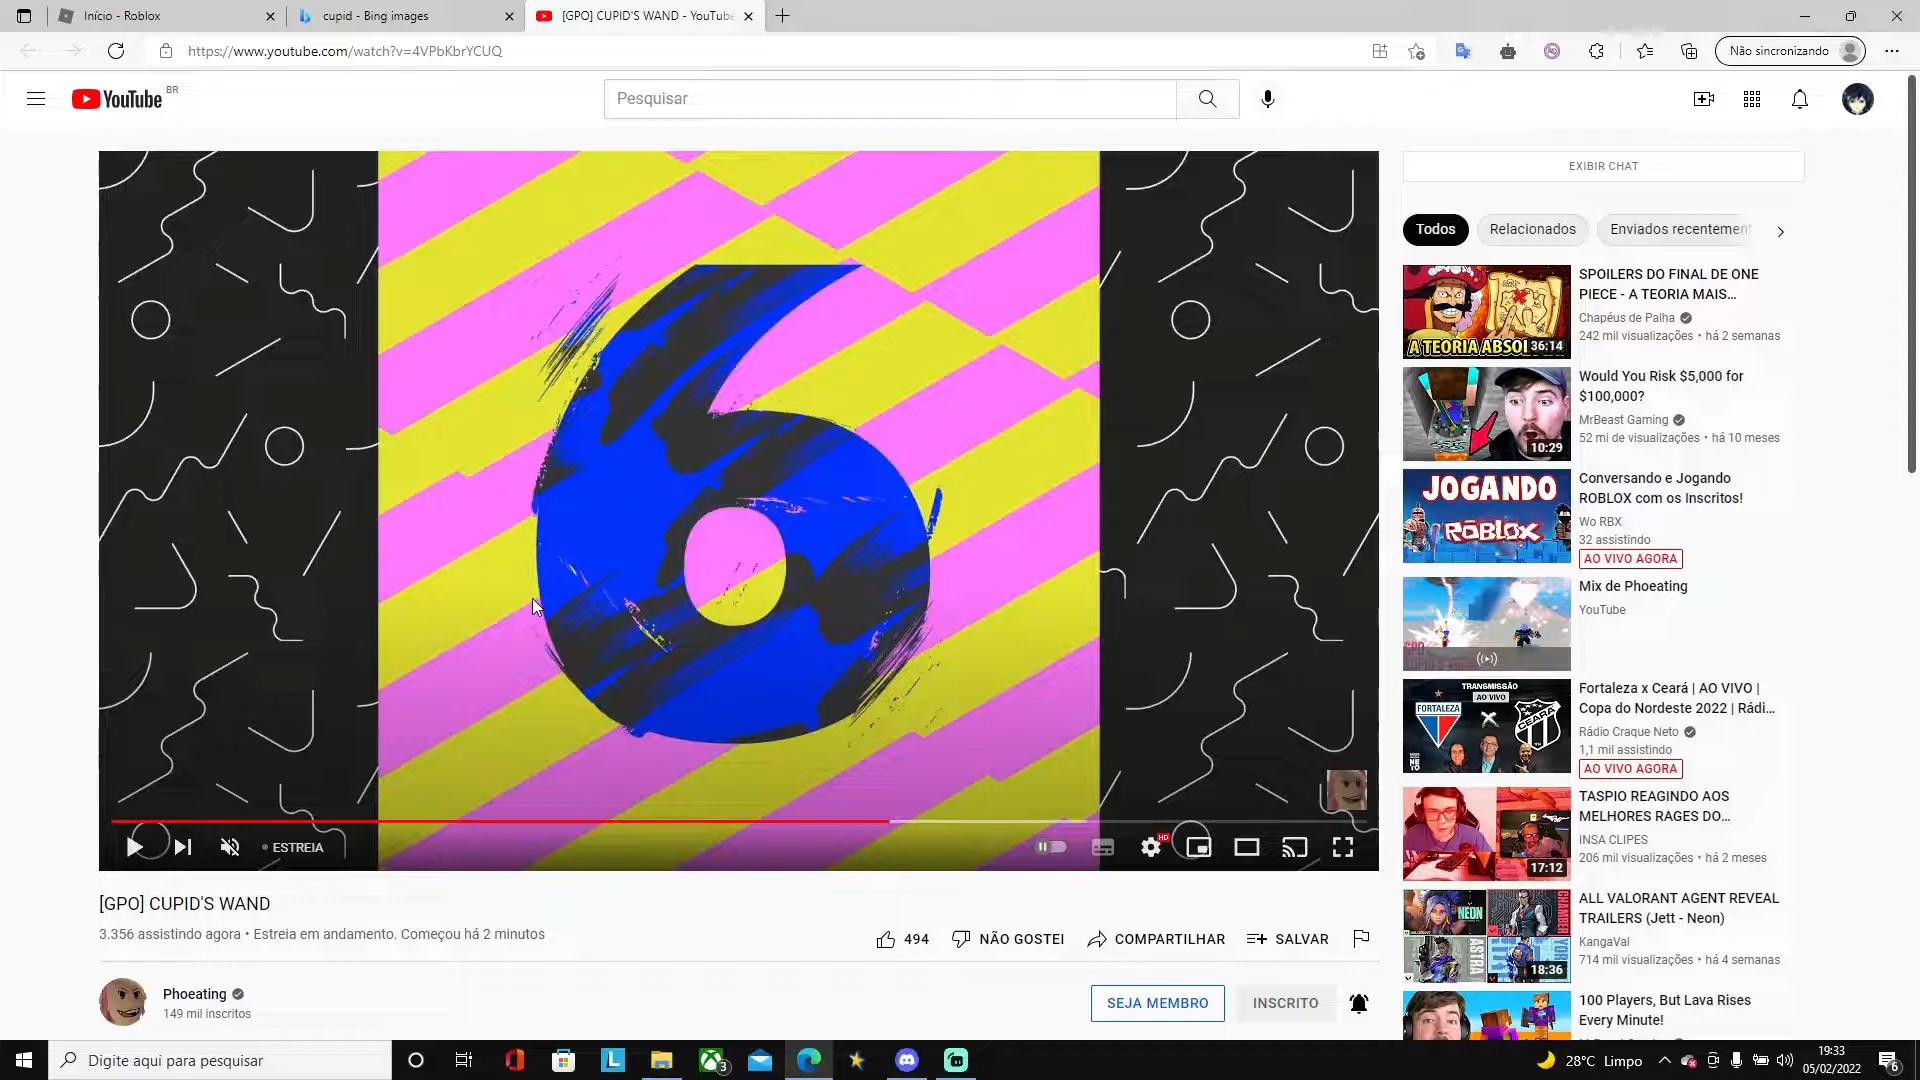 Início - Roblox
cupid - Bing images
[GPO] CUPID'S WAND - YouTube
https://www.youtube.com/watch?v=4VPbKbrYCUQ
Não sincronizando
YouTube BR
Pesquisar
6
ESTREIA
HD
[GPO] CUPID'S WAND
3.356 assistindo agora • Estreia em andamento. Começou há 2 minutos
494
NÃO GOSTEI
COMPARTILHAR
SALVAR
Phoeating
149 mil inscritos
SEJA MEMBRO
INSCRITO
EXIBIR CHAT
Todos
Relacionados
Enviados recentement
A TEORIA ABSOL
36:14
SPOILERS DO FINAL DE ONE
PIECE - A TEORIA MAIS...
Chapéus de Palha
242 mil visualizações • há 2 semanas
10:29
Would You Risk $5,000 for
$100,000?
MrBeast Gaming
52 mi de visualizações • há 10 meses
JOGANDO
ROBLOX
Conversando e Jogando
ROBLOX com os Inscritos!
Wo RBX
32 assistindo
AO VIVO AGORA
Mix de Phoeating
YouTube
TRANSMISSÃO
AO VIVO
FORTALEZA
CEARA
Fortaleza x Ceará | AO VIVO |
Copa do Nordeste 2022 | Rádi...
Rádio Craque Neto
1,1 mil assistindo
AO VIVO AGORA
17:12
TASPIO REAGINDO AOS
MELHORES RAGES DO...
INSA CLIPES
206 mil visualizações • há 2 meses
NEON
CHAMBER
ASTRA
YORU
18:36
ALL VALORANT AGENT REVEAL
TRAILERS (Jett - Neon)
KangaVal
714 mil visualizações • há 4 semanas
100 Players, But Lava Rises
Every Minute!
Digite aqui para pesquisar
L
3
28°C Limpo
19:33
05/02/2022
6